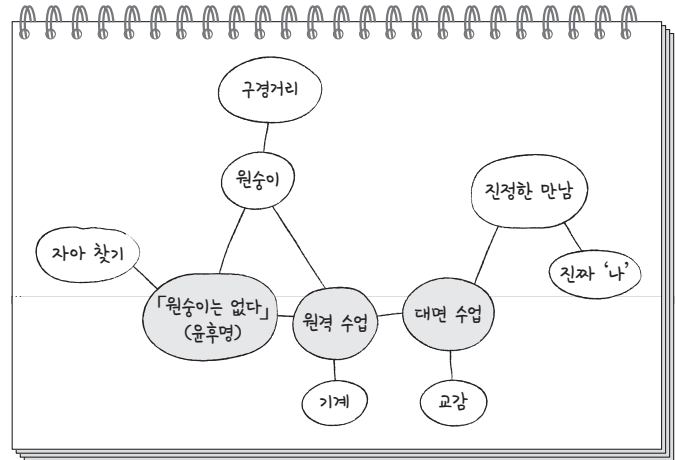 구경거리
원숭이
진정한 만남
자아 찾기
진짜 ‘나’
「원숭이는 없다」
(윤후명)
원격 수업
대면 수업
기계
교감